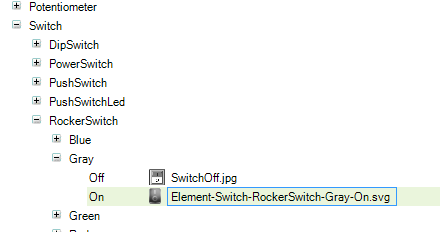 Potentiometer
Switch
DipSwitch
PowerSwitch
PushSwitch
PushSwitchLed
RockerSwitch
Blue
Gray
Off SwitchOff.jpg
On Element-Switch-RockerSwitch-Gray-On.svg
Green